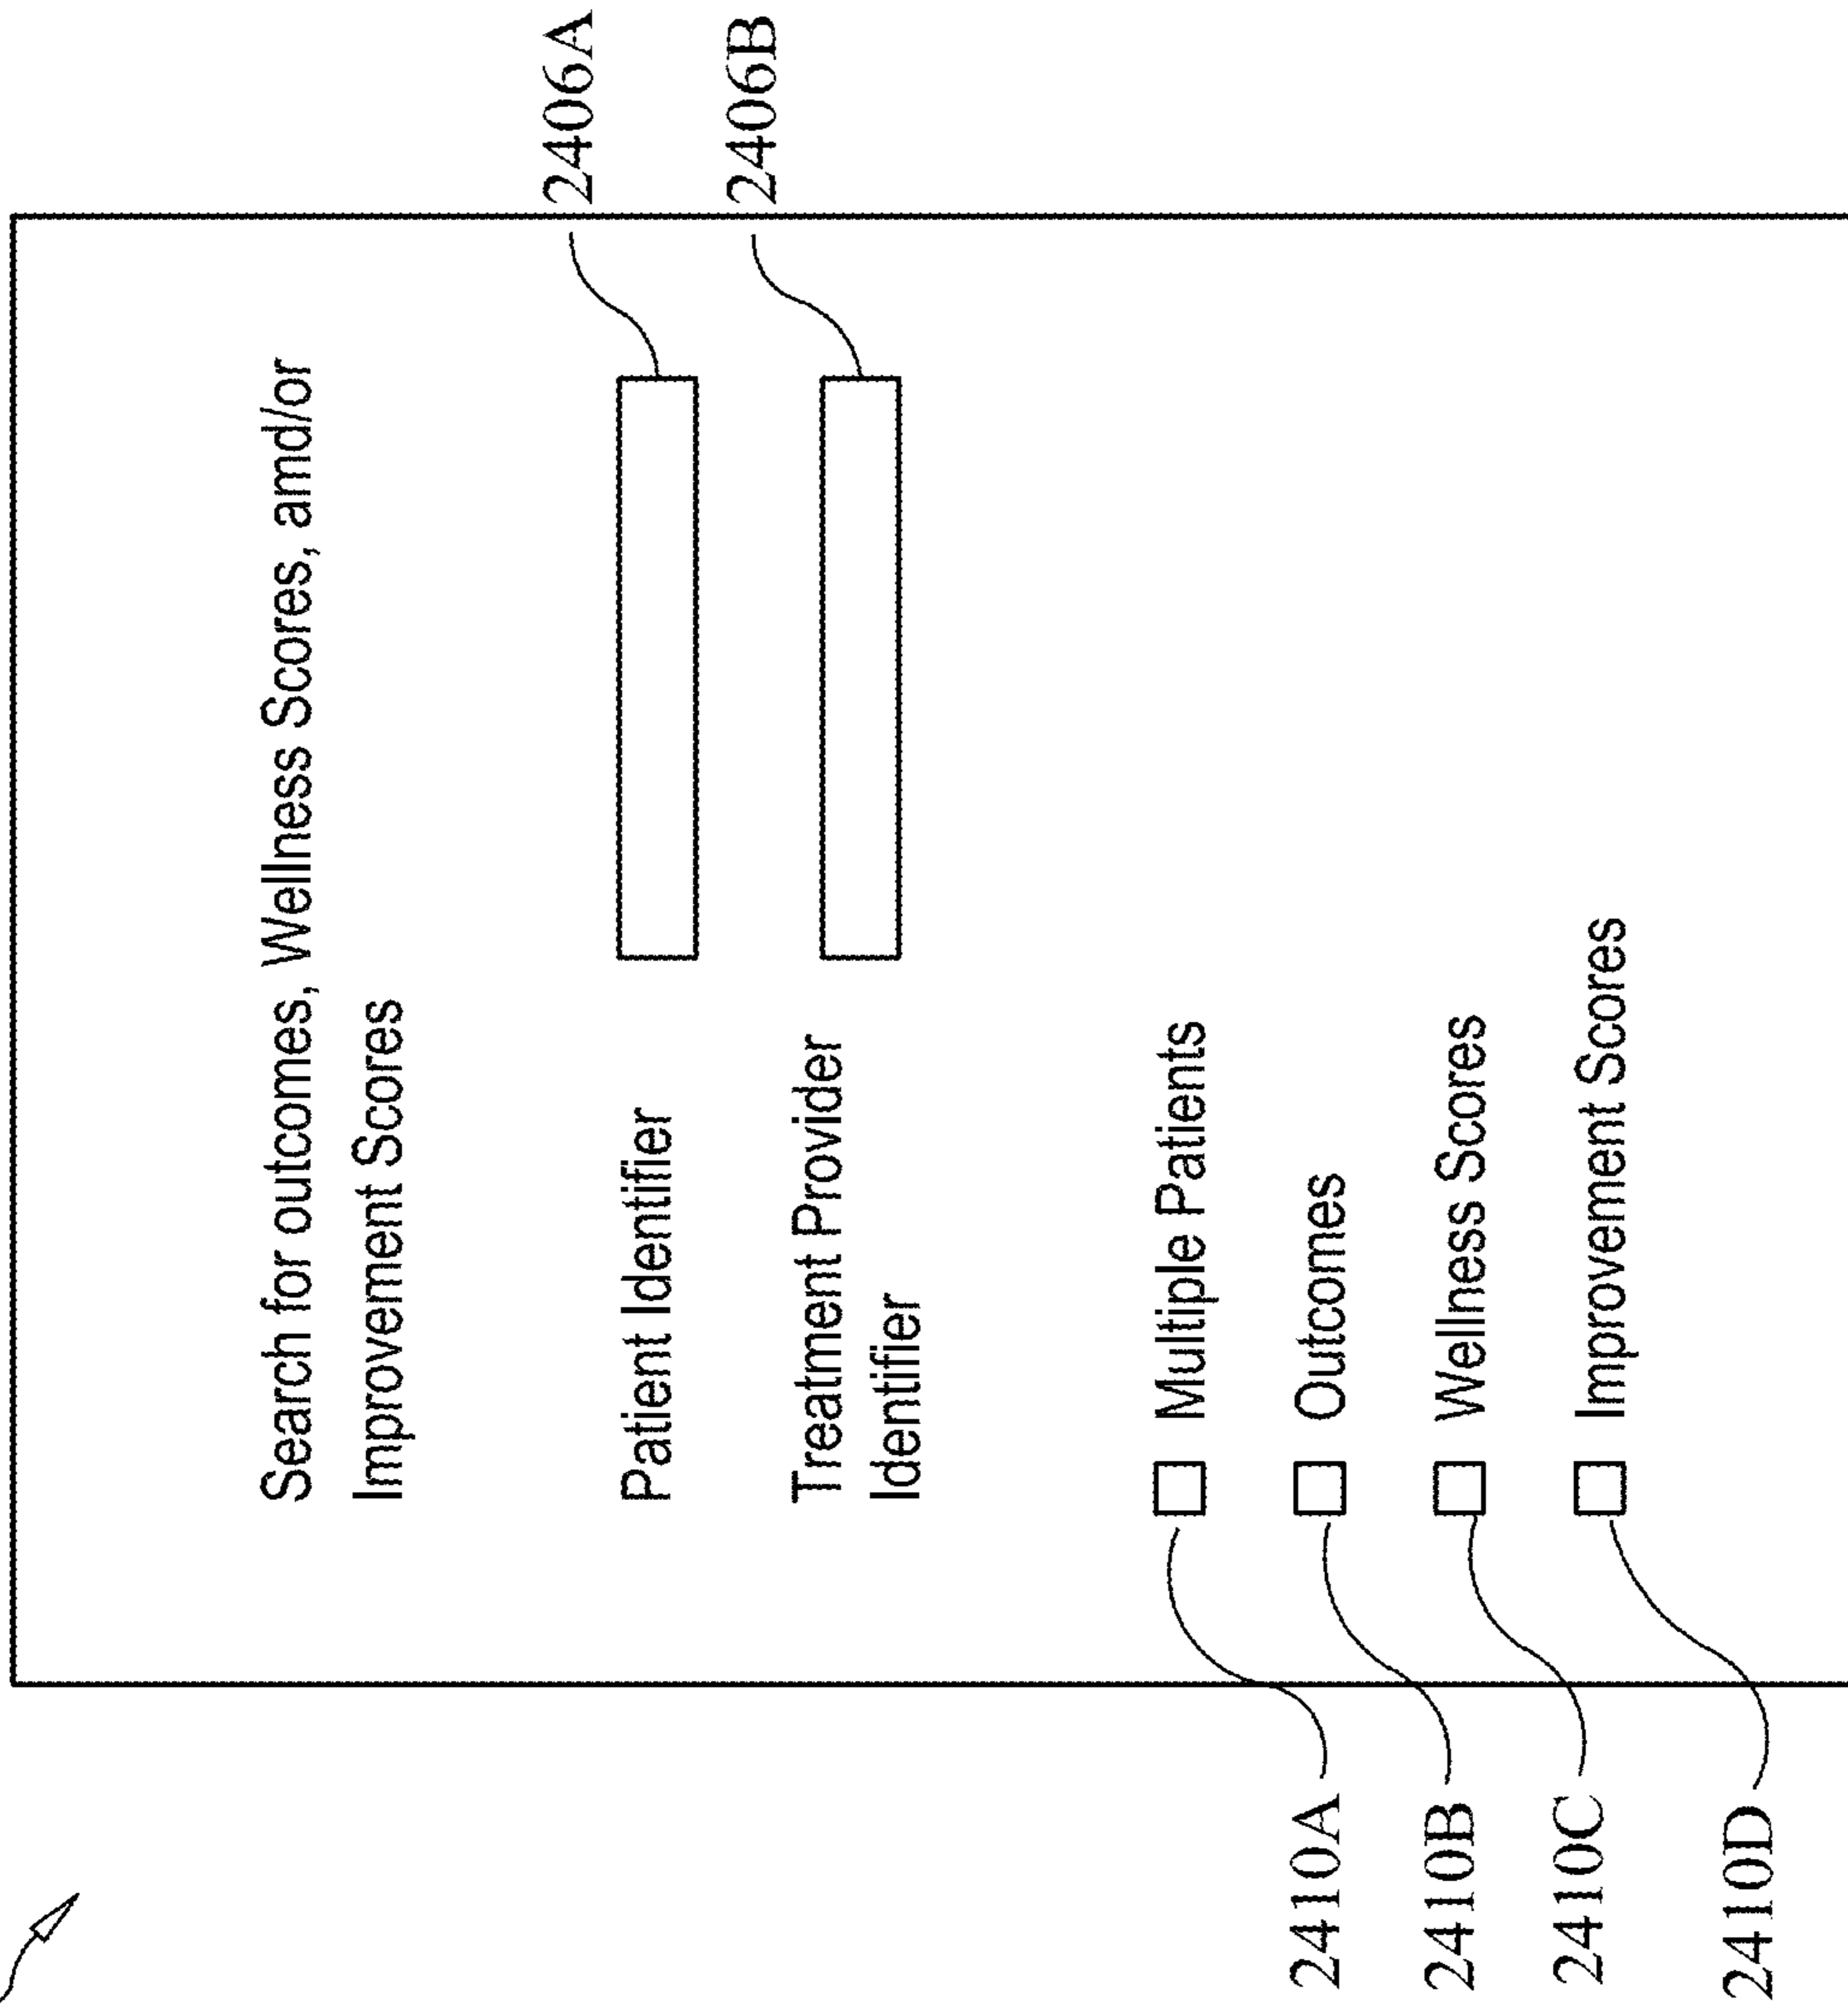 Search for outcomes, Wellness Scores, amd/or
Improvement Scores
Patient Identifier
2406A
Treatment Provider
Identifier
2406B
Multiple Patients
Outcomes
Wellness Scores
Improvement Scores
2410A
2410B
2410C
2410D